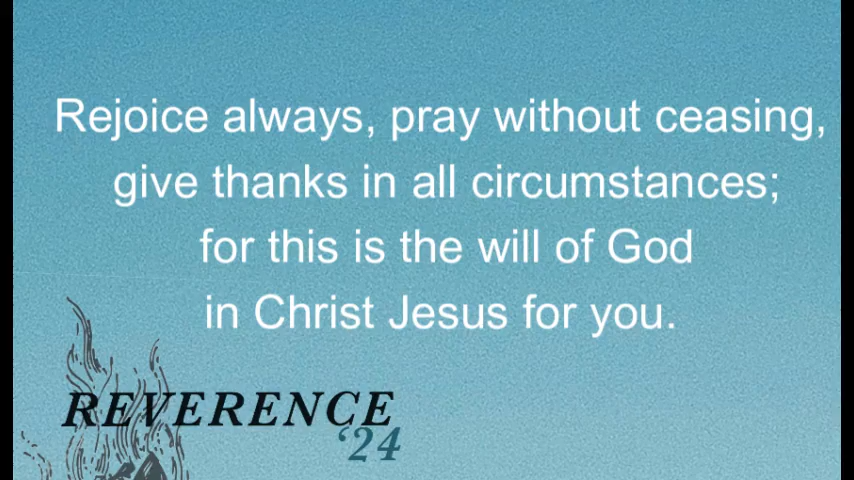 Rejoice always, pray without ceasing,
give thanks in all circumstances;
for this is the will of God
in Christ Jesus for you.
REVERENCE
‘24